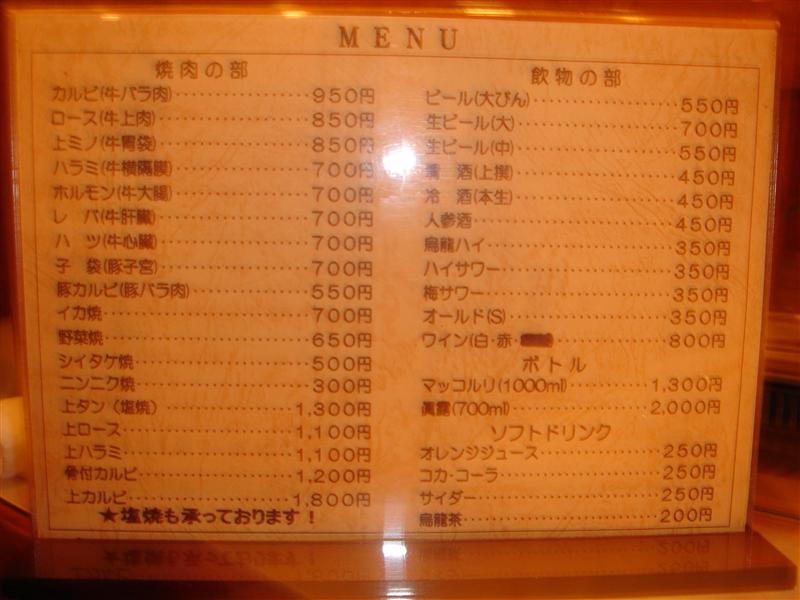 MENU
焼肉の部
カルビ(牛バラ肉)…………………950円
ロース(牛上肉)…………………850円
上ミノ(牛胃袋)…………………850円
ハラミ(牛横隔膜)…………………700円
ホルモン(牛大腸)…………………700円
レ バ(牛肝臓)…………………700円
ハ ツ(牛心臓)…………………700円
子 袋(豚子宮)…………………700円
豚カルビ(豚バラ肉)…………………550円
イカ焼…………………700円
野菜焼…………………650円
シイタケ焼…………………500円
ニンニク焼…………………300円
上タン(塩焼)…………………1,300円
上ロース…………………1,100円
上ハラミ…………………1,100円
骨付カルビ…………………1,200円
上カルビ…………………1,800円
★塩焼も承っております!
飲物の部
ビール(大びん)…………………550円
生ビール(大)…………………700円
生ビール(中)…………………550円
清 酒(上撰)…………………450円
冷 酒(本生)…………………450円
人参酒…………………450円
烏龍ハイ…………………350円
ハイサワー…………………350円
梅サワー…………………350円
オールド(S)…………………350円
ワイン(白・赤・…………………800円
ボトル
マッコルリ(1000ml)…………………1,300円
眞露(700ml)…………………2,000円
ソフトドリンク
オレンジジュース…………………250円
コカ・コーラ…………………250円
サイダー…………………250円
烏龍茶…………………200円